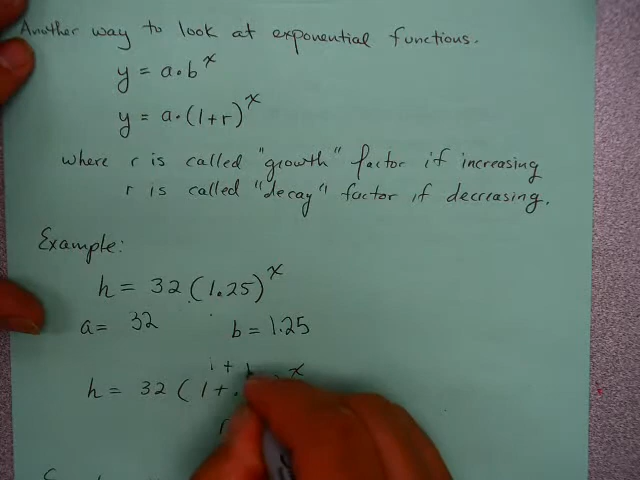 Another way to look at exponential functions.
y = a·b^x
y = a·(1+r)^x
where r is called "growth" factor if increasing
r is called "decay" factor if decreasing.
Example:
h = 32 (1.25)^x
a = 32 b = 1.25
1 +
h = 32 (1+. x